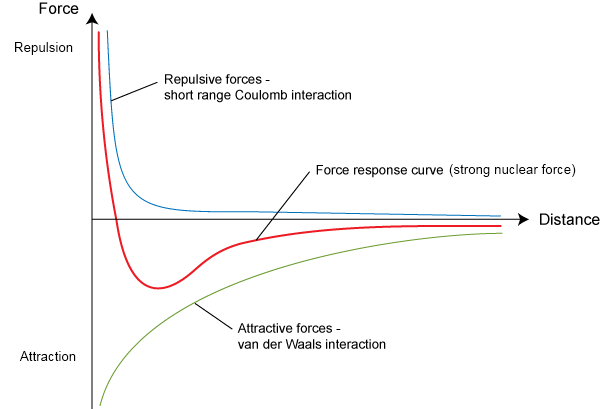 Force
Repulsion
Repulsive forces -
short range Coulomb interaction
Force response curve (strong nuclear force)
Distance
Attractive forces -
van der Waals interaction
Attraction